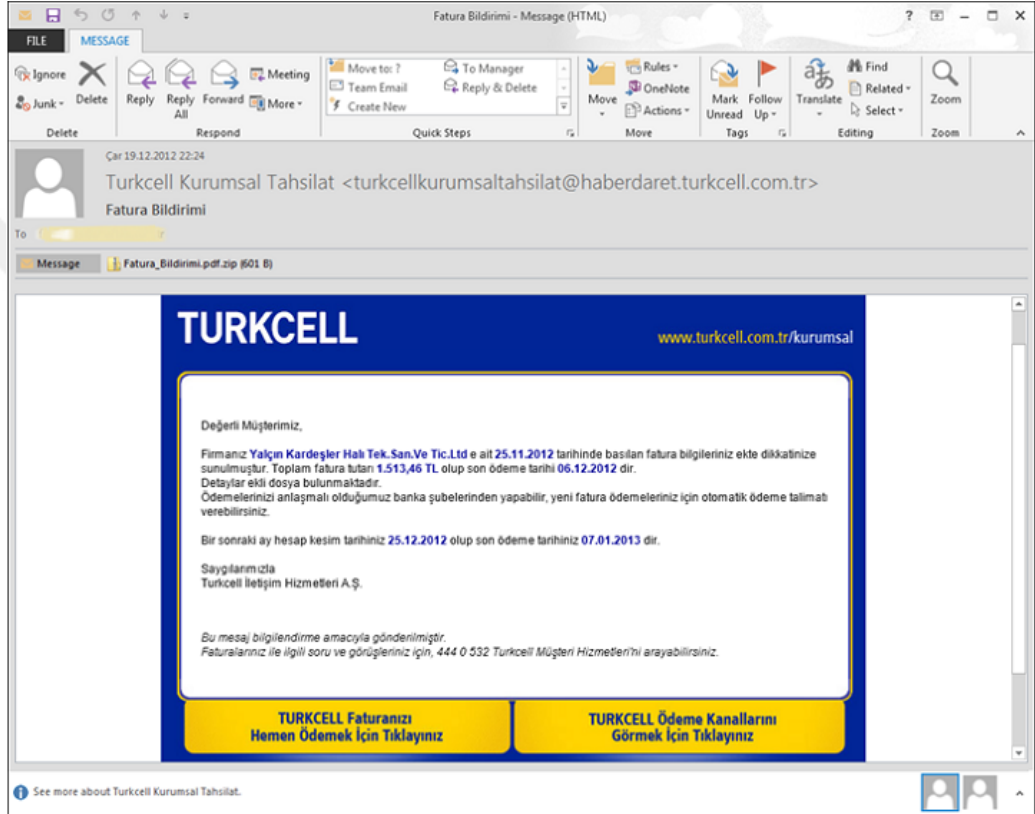 Fatura Bildirimi - Message (HTML)
FILE MESSAGE
Ignore
Junk
Delete
Reply
Reply All
Forward
Meeting
More
Move to: ?
To Manager
Team Email
Reply & Delete
Create New
Move
Rules
OneNote
Actions
Mark Unread
Follow Up
Translate
Find
Related
Select
Zoom
Delete Respond Quick Steps Move Tags Editing Zoom
Çar 19.12.2012 22:24
Turkcell Kurumsal Tahsilat <turkcellkurumsaltahsilat@haberdaret.turkcell.com.tr>
Fatura Bildirimi
To
Message Fatura_Bildirimi.pdf.zip (601 B)
TURKCELL
www.turkcell.com.tr/kurumsal
Değerli Müşterimiz,
Firmanız Yalçın Kardeşler Halı Tek.San.Ve Tic.Ltd e ait 25.11.2012 tarihinde basılan fatura bilgileriniz ekte dikkatinize
sunulmuştur. Toplam fatura tutarı 1.513,46 TL olup son ödeme tarihi 06.12.2012 dir.
Detaylar ekli dosya bulunmaktadır.
Ödemelerinizi anlaşmalı olduğumuz banka şubelerinden yapabilir, yeni fatura ödemeleriniz için otomatik ödeme talimatı
verebilirsiniz.
Bir sonraki ay hesap kesim tarihiniz 25.12.2012 olup son ödeme tarihiniz 07.01.2013 dir.
Saygılarımızla
Turkcell İletişim Hizmetleri A.Ş.
Bu mesaj bilgilendirme amacıyla gönderilmiştir.
Faturalarınız ile ilgili soru ve görüşleriniz için, 444 0 532 Turkcell Müşteri Hizmetleri'ni arayabilirsiniz.
TURKCELL Faturanızı
Hemen Ödemek İçin Tıklayınız
TURKCELL Ödeme Kanallarını
Görmek İçin Tıklayınız
See more about Turkcell Kurumsal Tahsilat.